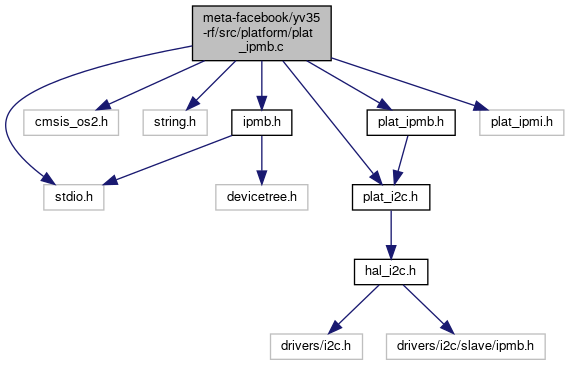 meta-facebook/yv35
-rf/src/platform/plat
_ipmb.c
cmsis_os2.h
string.h
ipmb.h
plat_ipmb.h
plat_ipmi.h
stdio.h
devicetree.h
plat_i2c.h
hal_i2c.h
drivers/i2c.h
drivers/i2c/slave/ipmb.h